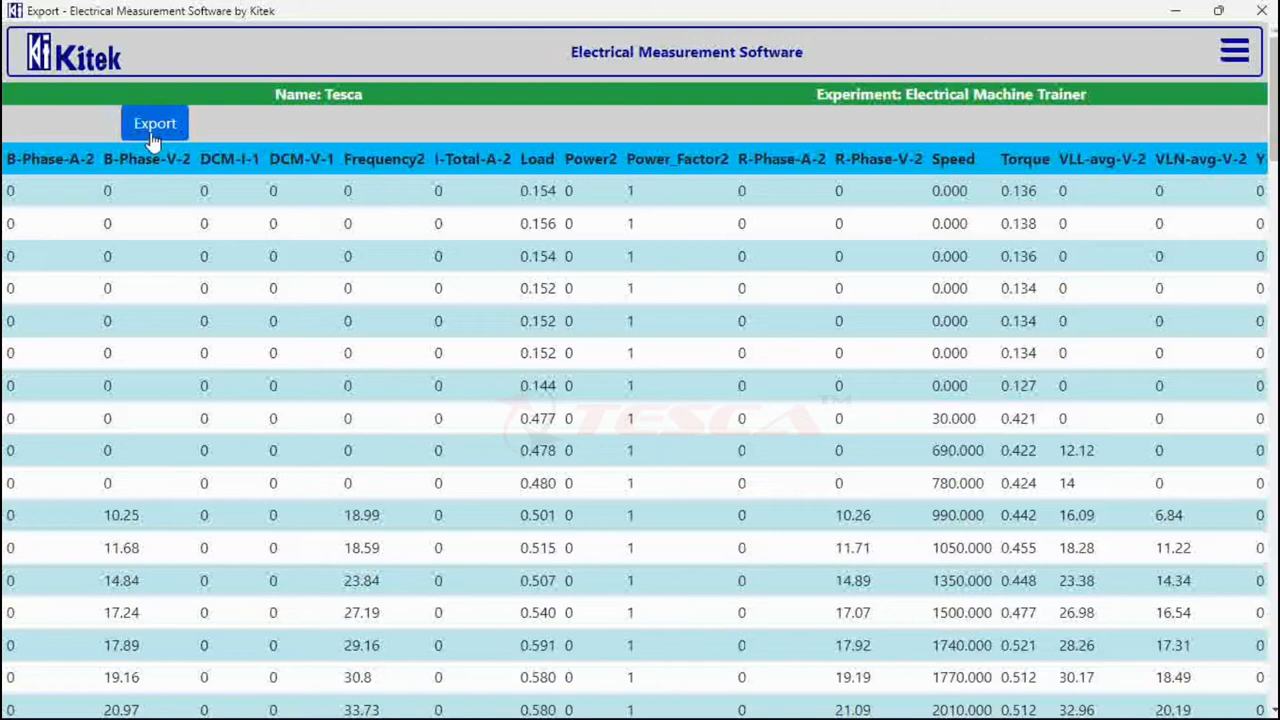 Export - Electrical Measurement Software by Kitek
Kitek
Electrical Measurement Software
Name: Tesca Experiment: Electrical Machine Trainer
Export
B-Phase-A-2 B-Phase-V-2 DCM-I-1 DCM-V-1 Frequency2 I-Total-A-2 Load Power2 Power_Factor2 R-Phase-A-2 R-Phase-V-2 Speed Torque VLL-avg-V-2 VLN-avg-V-2 Y
0 0 0 0 0 0 0.154 0 1 0 0 0.000 0.136 0 0 0
0 0 0 0 0 0 0.156 0 1 0 0 0.000 0.138 0 0 0
0 0 0 0 0 0 0.154 0 1 0 0 0.000 0.136 0 0 0
0 0 0 0 0 0 0.152 0 1 0 0 0.000 0.134 0 0 0
0 0 0 0 0 0 0.152 0 1 0 0 0.000 0.134 0 0 0
0 0 0 0 0 0 0.152 0 1 0 0 0.000 0.134 0 0 0
0 0 0 0 0 0 0.144 0 1 0 0 0.000 0.127 0 0 0
0 0 0 0 0 0 0.477 0 1 0 0 30.000 0.421 0 0 0
TESCA™
0 0 0 0 0 0 0.478 0 1 0 0 690.000 0.422 12.12 0 0
0 0 0 0 0 0 0.480 0 1 0 0 780.000 0.424 14 0 0
0 10.25 0 0 18.99 0 0.501 0 1 0 10.26 990.000 0.442 16.09 6.84 0
0 11.68 0 0 18.59 0 0.515 0 1 0 11.71 1050.000 0.455 18.28 11.22 0
0 14.84 0 0 23.84 0 0.507 0 1 0 14.89 1350.000 0.448 23.38 14.34 0
0 17.24 0 0 27.19 0 0.540 0 1 0 17.07 1500.000 0.477 26.98 16.54 0
0 17.89 0 0 29.16 0 0.591 0 1 0 17.92 1740.000 0.521 28.26 17.31 0
0 19.16 0 0 30.8 0 0.580 0 1 0 19.19 1770.000 0.512 30.17 18.49 0
0 20.97 0 0 33.73 0 0.580 0 1 0 21.09 2010.000 0.512 32.96 20.19 0